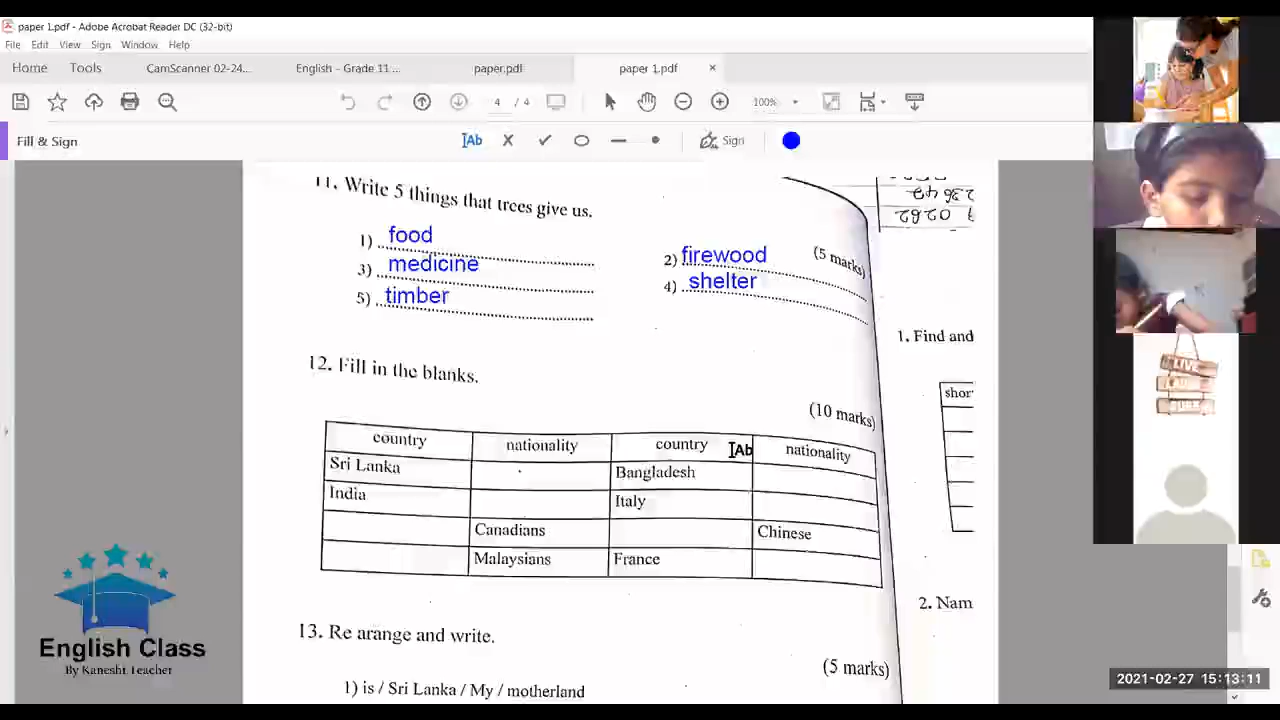 paper 1.pdf - Adobe Acrobat Reader DC (32-bit)
File Edit View Sign Window Help
Home Tools CamScanner 02-24... English - Grade 11 ... paper.pdf paper 1.pdf ×
4 / 4 100%
Fill & Sign
Ab Sign
11. Write 5 things that trees give us.
(5 marks)
1) food 2) firewood
3) medicine 4) shelter
5) timber
12. Fill in the blanks.
(10 marks)
country nationality country nationality
Sri Lanka Bangladesh
India Italy
Canadians Chinese
Malaysians France
Ab
13. Re arange and write.
(5 marks)
1) is / Sri Lanka / My / motherland
1. Find and
shor
2. Nam
English Class
By Kaneshi Teacher
LIVE
2021-02-27 15:13:11